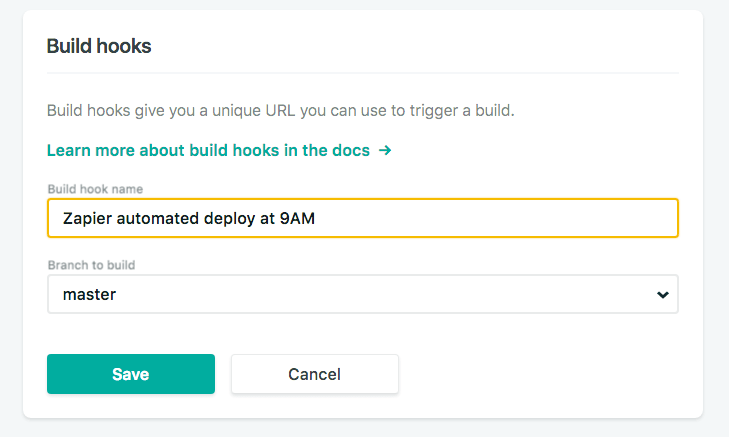 Build hooks
Build hooks give you a unique URL you can use to trigger a build.
Learn more about build hooks in the docs →
Build hook name
Zapier automated deploy at 9AM
Branch to build
master
Save
Cancel